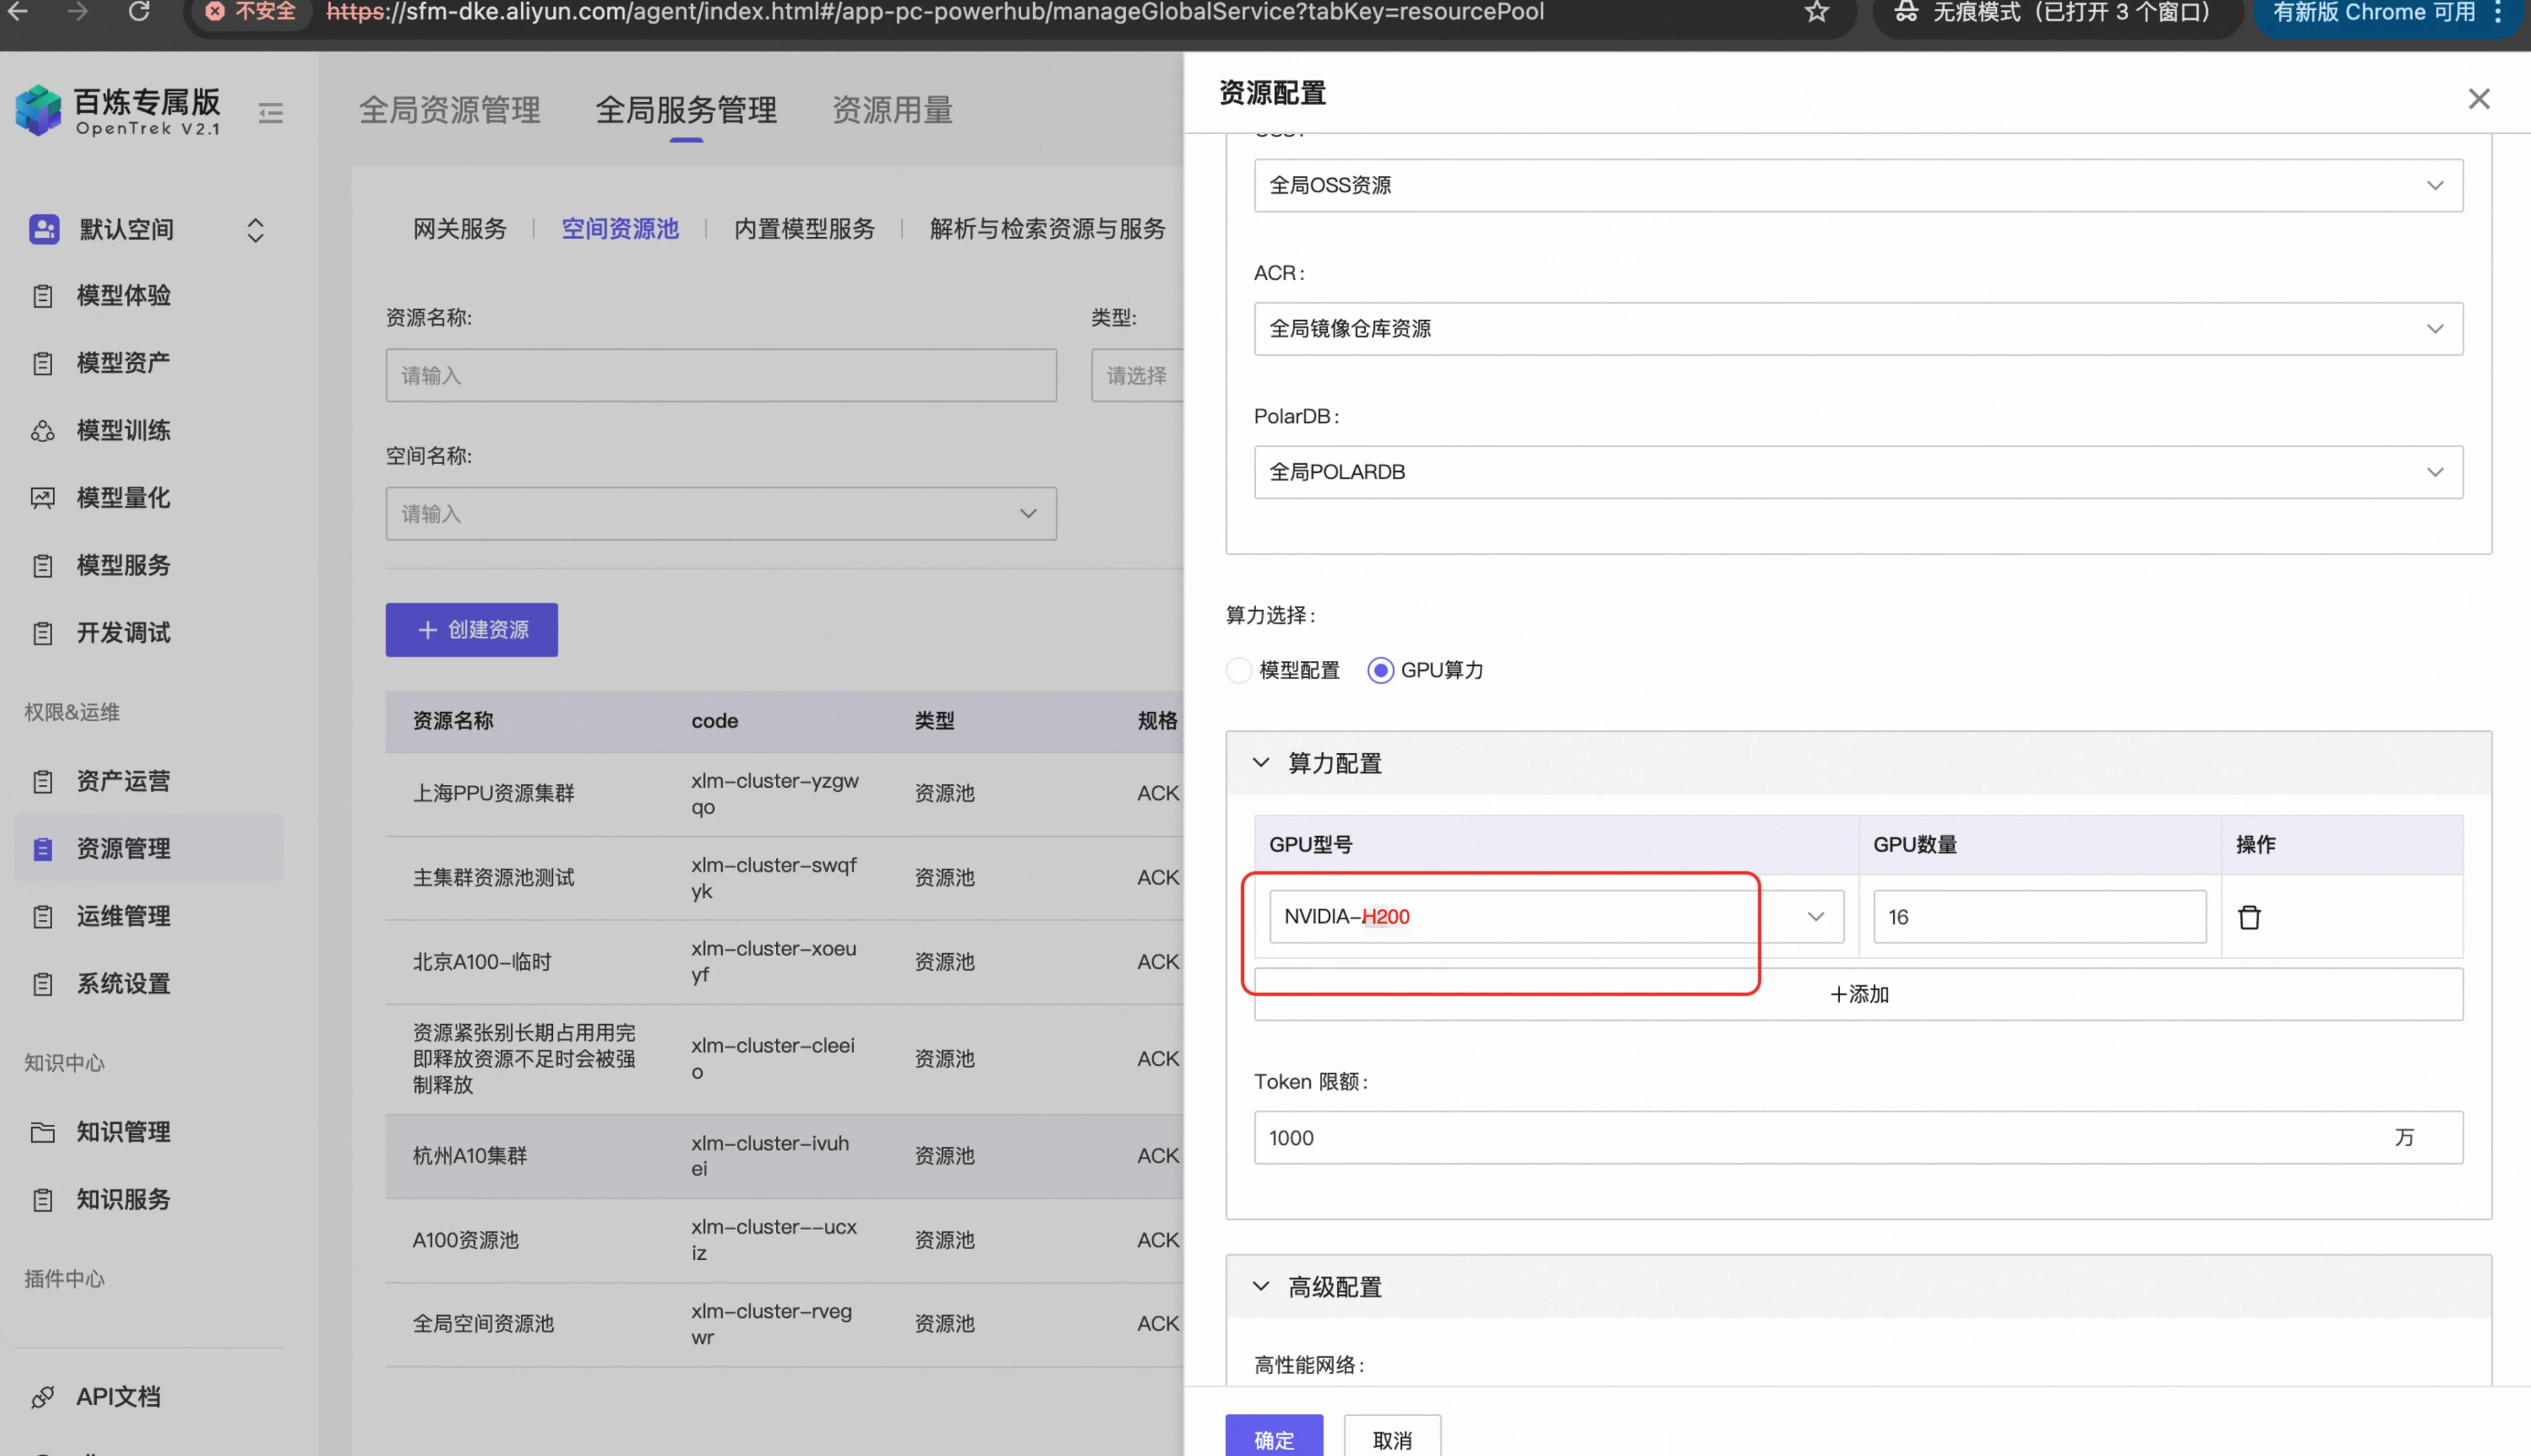 不安全
https://sfm-dke.aliyun.com/agent/index.html#/app-pc-powerhub/manageGlobalService?tabKey=resourcePool
无痕模式（已打开 3 个窗口）
有新版 Chrome 可用
百炼专属版
OpenTrek V2.1
默认空间
模型体验
模型资产
模型训练
模型量化
模型服务
开发调试
权限&运维
资产运营
资源管理
运维管理
系统设置
知识中心
知识管理
知识服务
插件中心
API文档
全局资源管理
全局服务管理
资源用量
网关服务
空间资源池
内置模型服务
解析与检索资源与服务
资源名称:
请输入
类型:
请选择
空间名称:
请输入
创建资源
资源名称 code 类型 规格
上海PPU资源集群 xlm-cluster-yzgw 资源池 ACK
qo
主集群资源池测试 xlm-cluster-swqf 资源池 ACK
yk
北京A100-临时 xlm-cluster-xoeu 资源池 ACK
yf
资源紧张别长期占用用完
即释放资源不足时会被强 xlm-cluster-cleei 资源池 ACK
制释放 o
杭州A10集群 xlm-cluster-ivuh 资源池 ACK
ei
A100资源池 xlm-cluster--ucx 资源池 ACK
iz
全局空间资源池 xlm-cluster-rveg 资源池 ACK
wr
资源配置
全局OSS资源
ACR:
全局镜像仓库资源
PolarDB:
全局POLARDB
算力选择:
模型配置
GPU算力
算力配置
GPU型号 GPU数量 操作
NVIDIA-H200 16
+添加
Token 限额:
1000 万
高级配置
高性能网络:
确定
取消